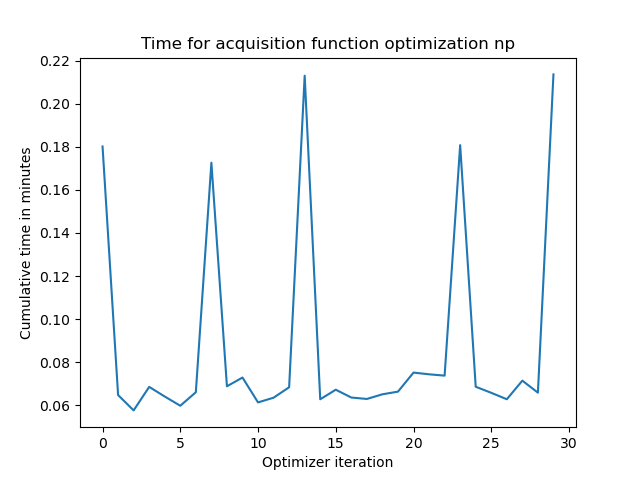 Time for acquisition function optimization np
Cumulative time in minutes
0.22
0.20
0.18
0.16
0.14
0.12
0.10
0.08
0.06
0 5 10 15 20 25 30
Optimizer iteration